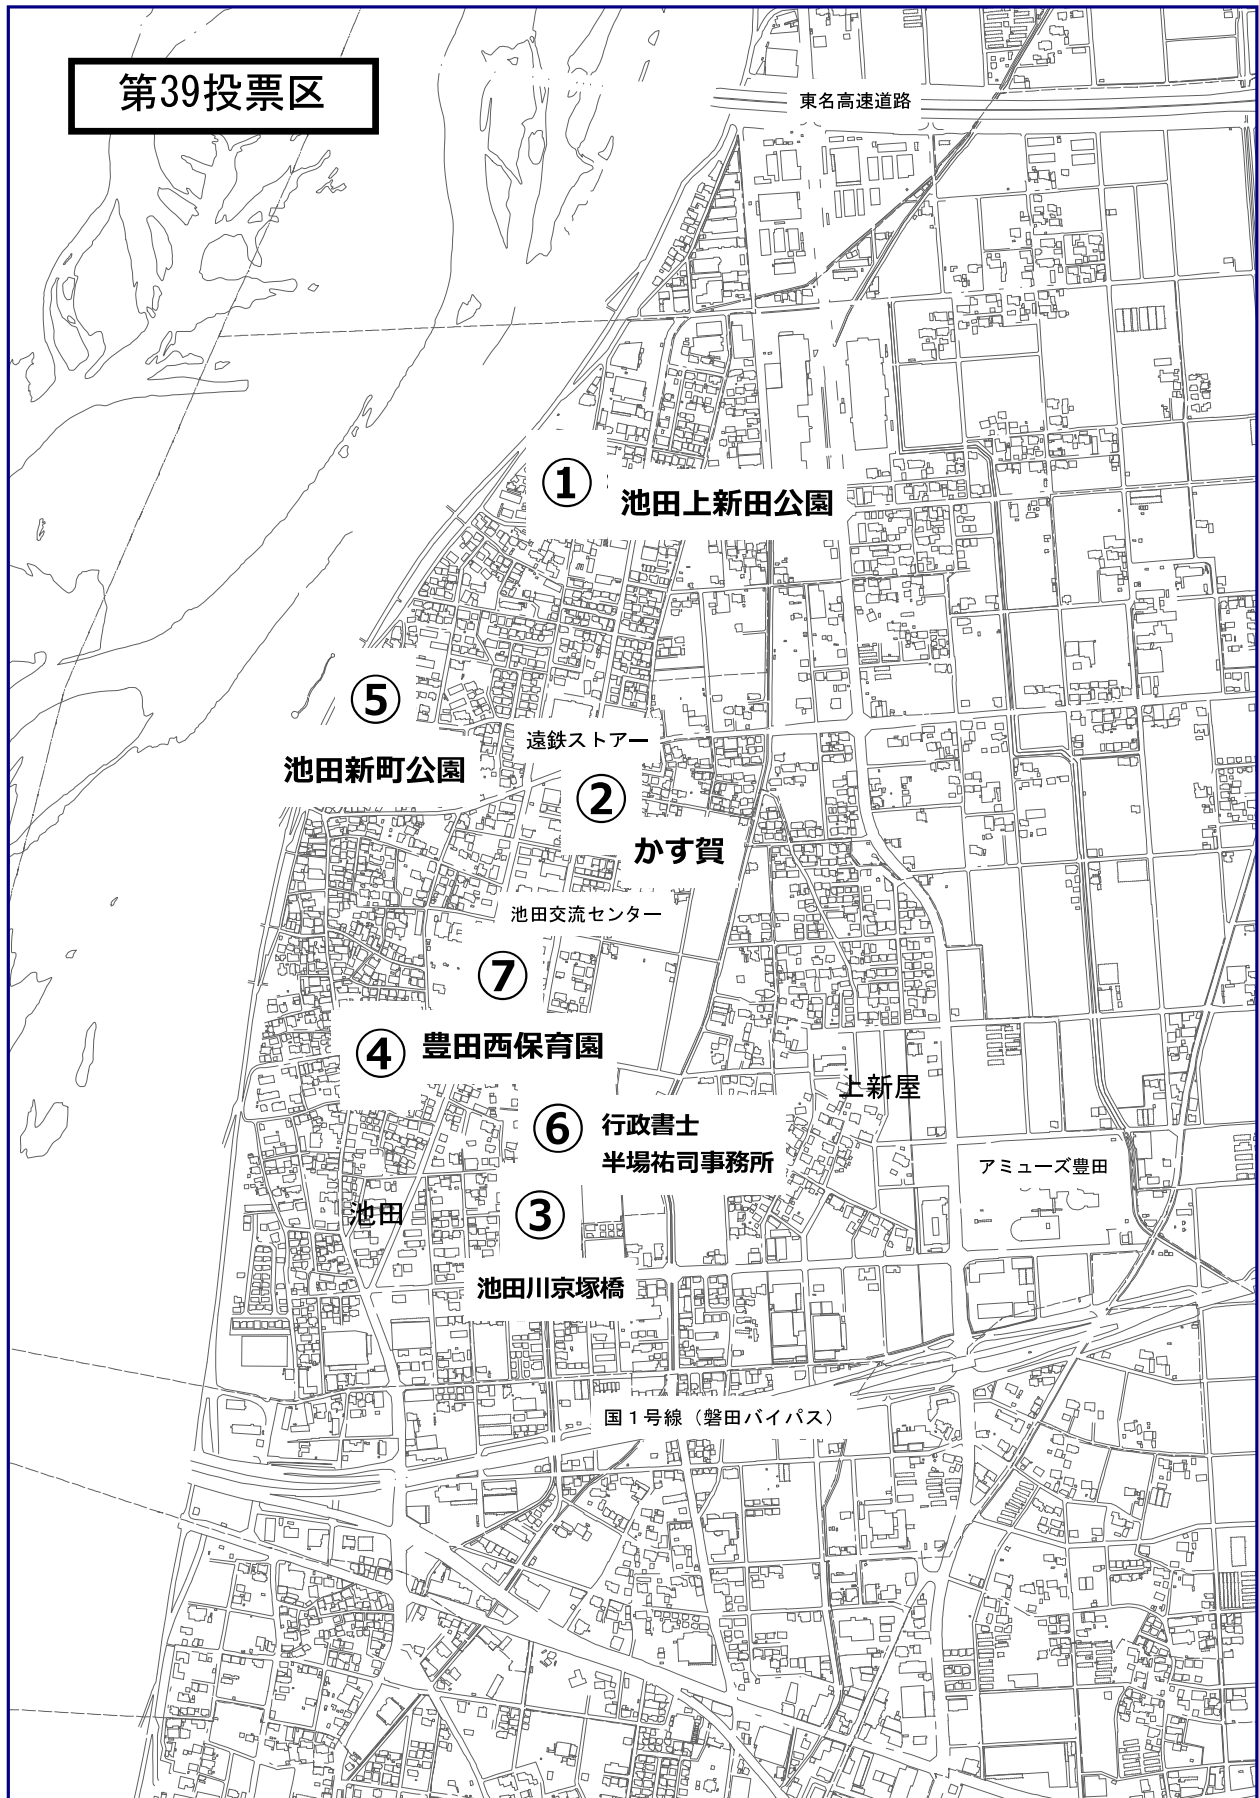 第39投票区
東名高速道路
①
池田上新田公園
⑤
池田新町公園
遠鉄ストアー
②
かす賀
池田交流センター
⑦
④
豊田西保育園
上新屋
⑥
行政書士
半場祐司事務所
アミューズ豊田
池田
③
池田川京塚橋
国１号線（磐田バイパス）